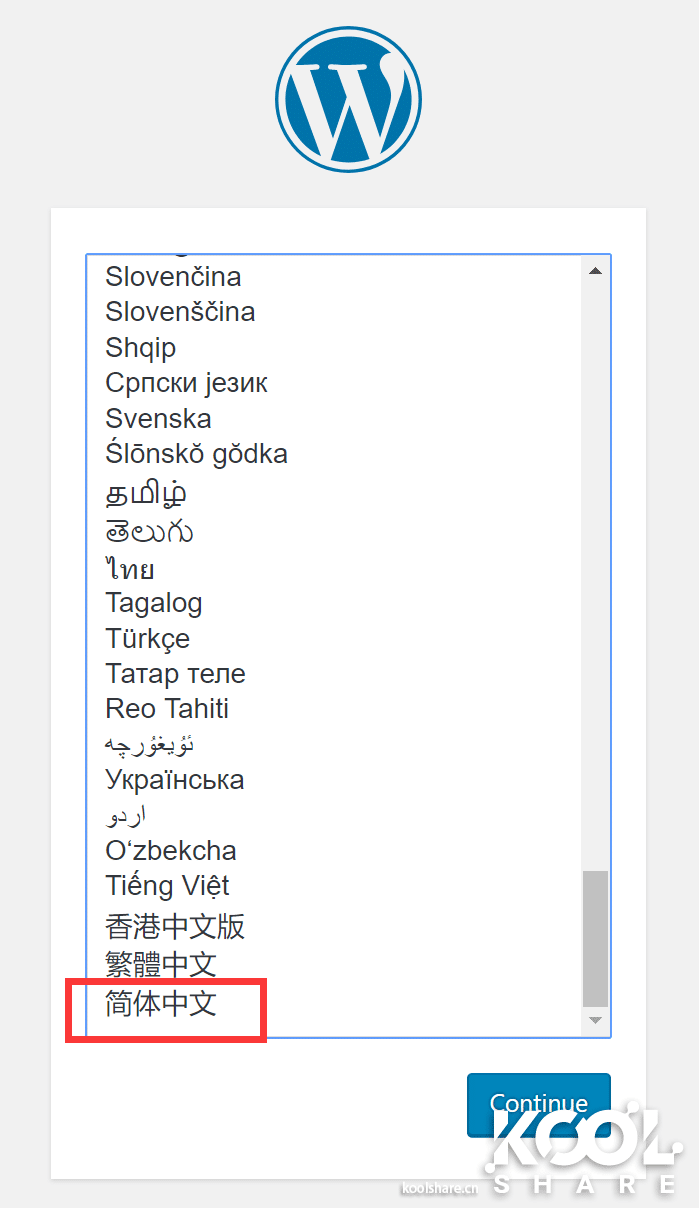 Slovenčina
Slovenščina
Shqip
Српски језик
Svenska
Ślōnskŏ gŏdka
தமிழ்
తెలుగు
ไทย
Tagalog
Türkçe
Татар теле
Reo Tahiti
ئۇيغۇرچە
Українська
اردو
O‘zbekcha
Tiếng Việt
香港中文版
繁體中文
简体中文
Continue
KOOL
koolshare.cn SHARE